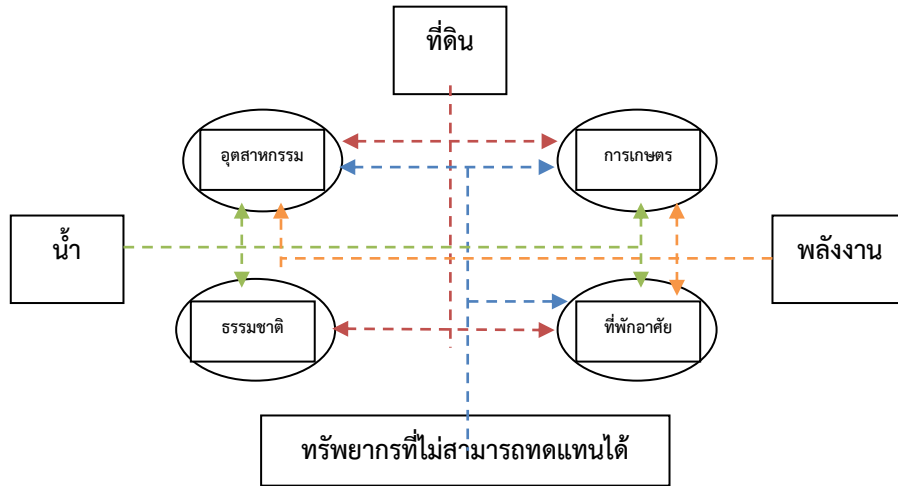 ที่ดิน
อุตสาหกรรม
การเกษตร
น้ำ
พลังงาน
ธรรมชาติ
ที่พักอาศัย
ทรัพยากรที่ไม่สามารถทดแทนได้